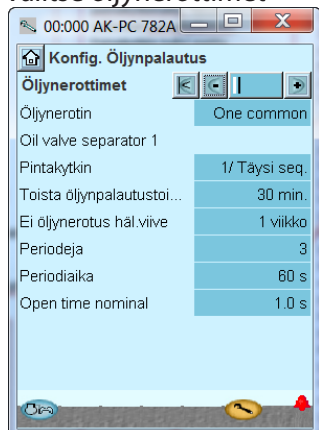 Valitse öljynerottimet
00:000 AK-PC 782A
Konfig. Öljynpalautus
Öljynerottimet
Öljynerotin One common
Oil valve separator 1
Pintakytkin 1/ Täysi seq.
Toista öljynpalautustoi... 30 min.
Ei öljynerotus häl.viive 1 viikko
Periodeja 3
Periodiaika 60 s
Open time nominal 1.0 s